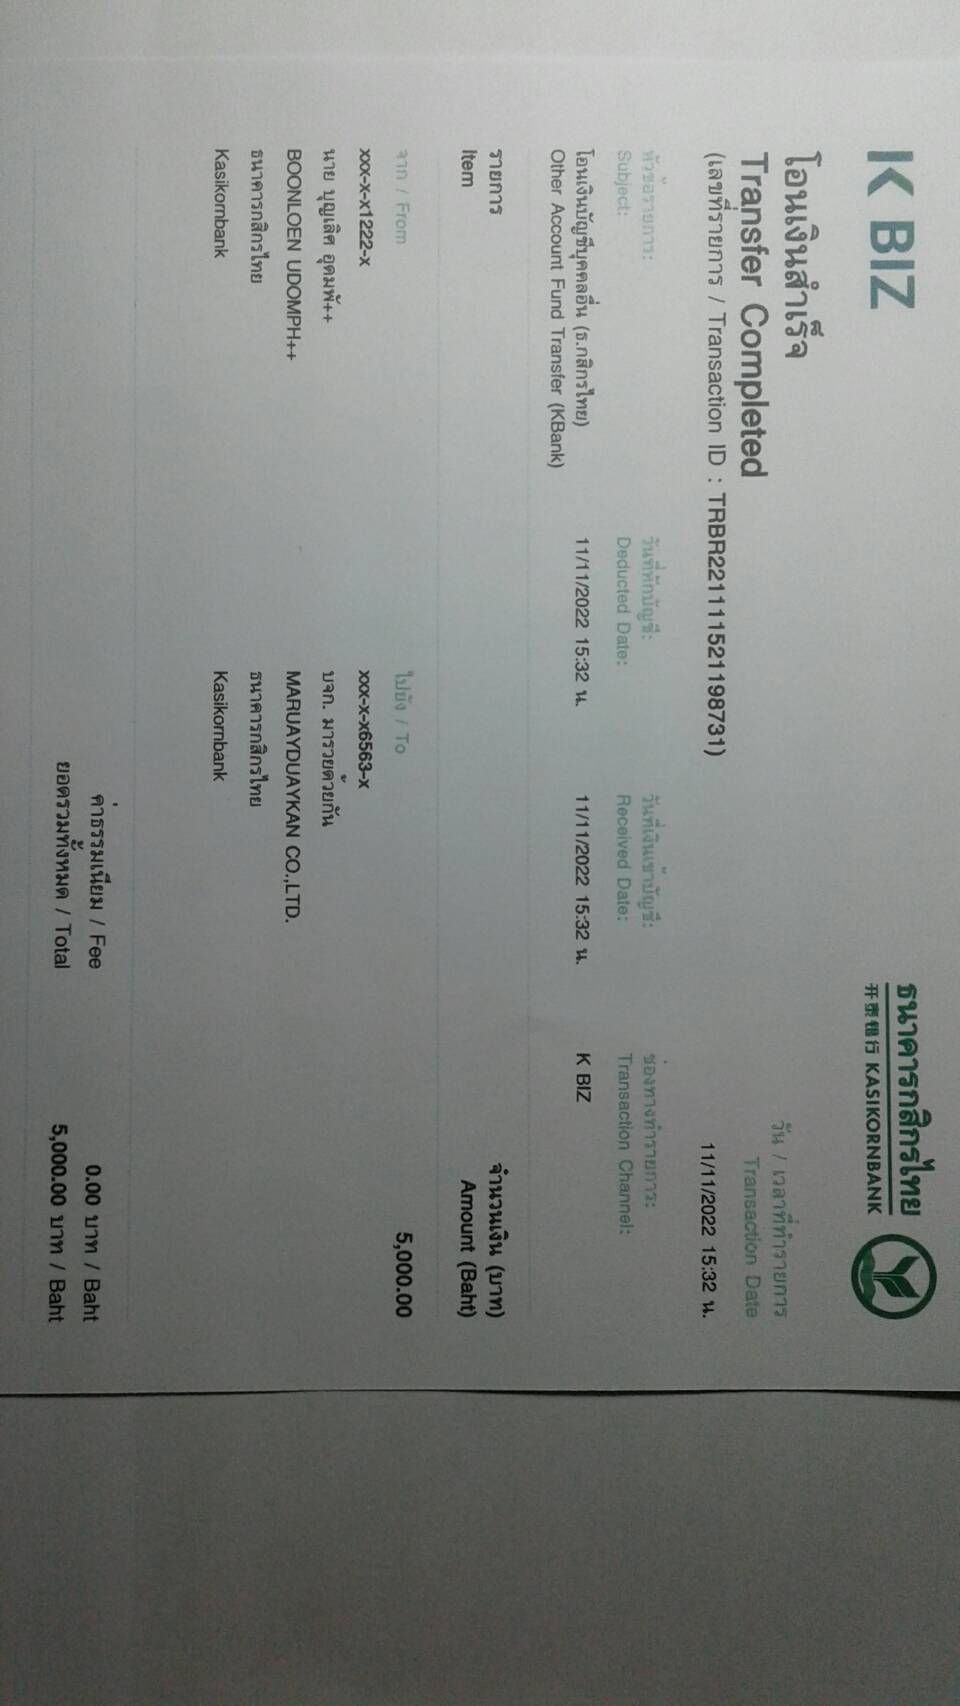 K BIZ
ธนาคารกสิกรไทย
开泰银行 KASIKORNBANK
โอนเงินสำเร็จ
Transfer Completed
(เลขที่รายการ / Transaction ID : TRBR221111521198731)
วัน / เวลาที่ทำรายการ
Transaction Date
11/11/2022 15:32 น.
หัวข้อรายการ:
Subject:
โอนเงินบัญชีบุคคลอื่น (ธ.กสิกรไทย)
Other Account Fund Transfer (KBank)
วันที่หักบัญชี:
Deducted Date:
11/11/2022 15:32 น.
วันที่เงินเข้าบัญชี:
Received Date:
11/11/2022 15:32 น.
ช่องทางทำรายการ:
Transaction Channel:
K BIZ
รายการ
Item
จำนวนเงิน (บาท)
Amount (Baht)
จาก / From
xxx-x-x1222-x
นาย บุญเลิศ อุดมพั++
BOONLOEN UDOMPH++
ธนาคารกสิกรไทย
Kasikornbank
ไปยัง / To
xxx-x-x6563-x
บจก. มารวยด้วยกัน
MARUAYDUAYKAN CO.,LTD.
ธนาคารกสิกรไทย
Kasikornbank
5,000.00
ค่าธรรมเนียม / Fee 0.00 บาท / Baht
ยอดรวมทั้งหมด / Total 5,000.00 บาท / Baht